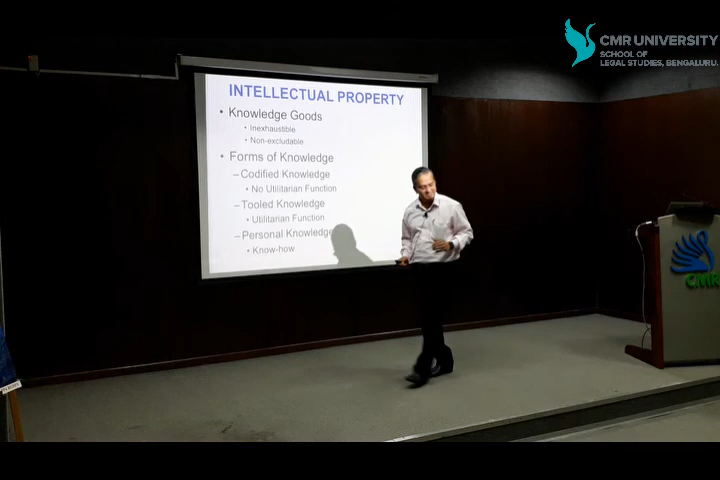 CMR UNIVERSITY
SCHOOL OF
LEGAL STUDIES, BENGALURU.
INTELLECTUAL PROPERTY
• Knowledge Goods
• Inexhaustible
• Non-excludable
• Forms of Knowledge
–Codified Knowledge
• No Utilitarian Function
–Tooled Knowledge
• Utilitarian Function
–Personal Knowledge
• Know-how
CMR